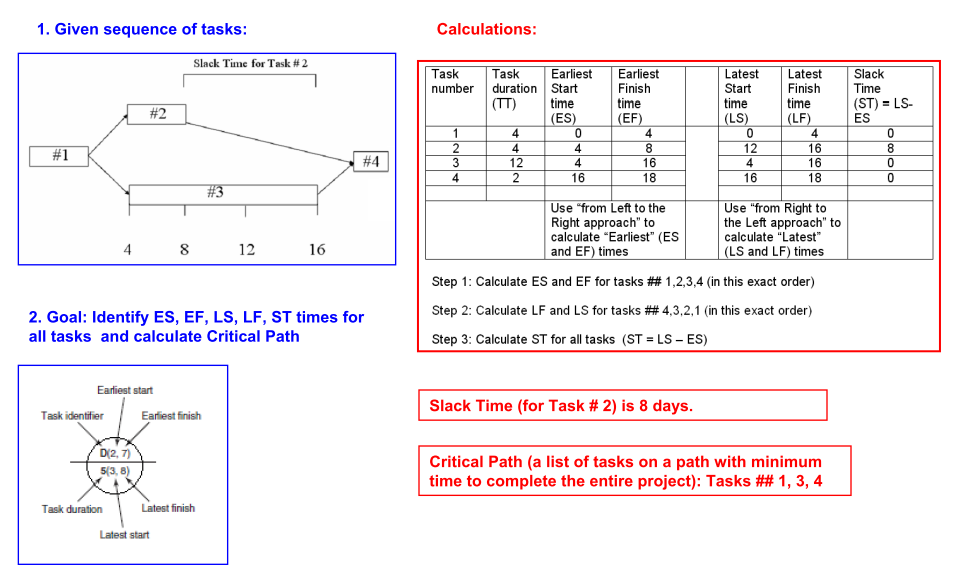 1. Given sequence of tasks:
Slack Time for Task # 2
#2
#1
#4
#3
4 8 12 16
2. Goal: Identify ES, EF, LS, LF, ST times for
all tasks and calculate Critical Path
Earliest start
Task identifier Earliest finish
D(2, 7)
5(3, 8)
Task duration Latest finish
Latest start
Calculations:
Task Task Earliest Earliest Latest Latest Slack
number duration Start Finish Start Finish Time
(TT) time time time time (ST) = LS-
(ES) (EF) (LS) (LF) ES
1 4 0 4 0 4 0
2 4 4 8 12 16 8
3 12 4 16 4 16 0
4 2 16 18 16 18 0
Use “from Left to the Use “from Right to
Right approach” to the Left approach” to
calculate “Earliest” (ES calculate “Latest”
and EF) times (LS and LF) times
Step 1: Calculate ES and EF for tasks ## 1,2,3,4 (in this exact order)
Step 2: Calculate LF and LS for tasks ## 4,3,2,1 (in this exact order)
Step 3: Calculate ST for all tasks (ST = LS – ES)
Slack Time (for Task # 2) is 8 days.
Critical Path (a list of tasks on a path with minimum
time to complete the entire project): Tasks ## 1, 3, 4